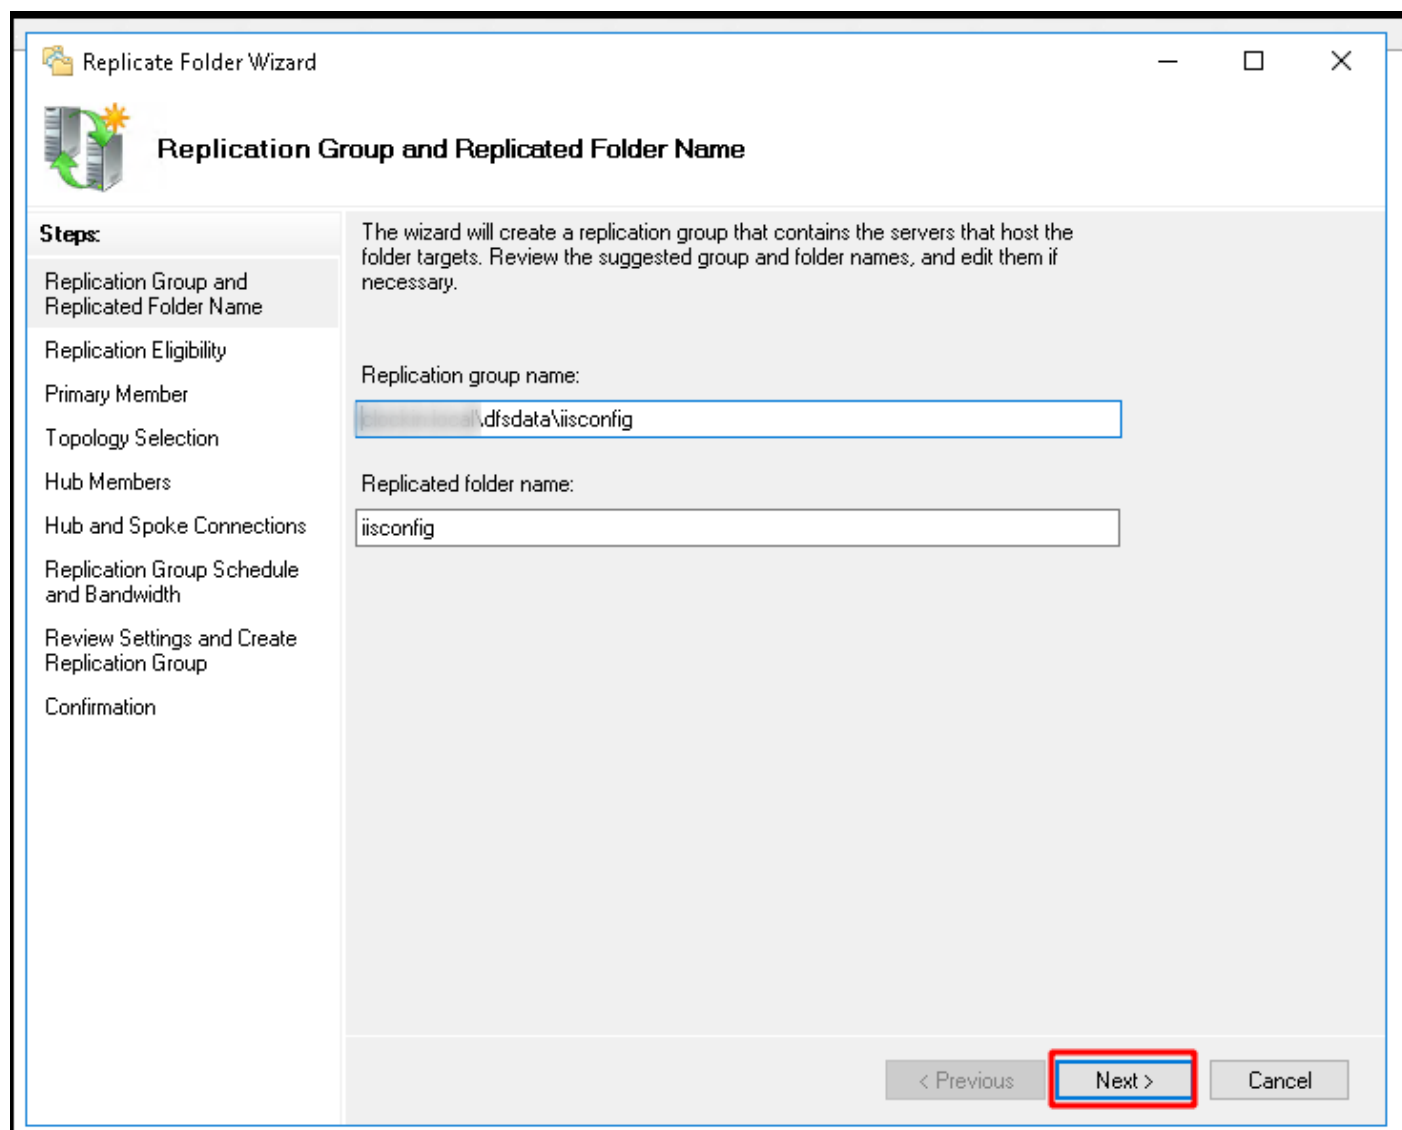 Replicate Folder Wizard
Replication Group and Replicated Folder Name
Steps:
Replication Group and
Replicated Folder Name
Replication Eligibility
Primary Member
Topology Selection
Hub Members
Hub and Spoke Connections
Replication Group Schedule
and Bandwidth
Review Settings and Create
Replication Group
Confirmation
The wizard will create a replication group that contains the servers that host the
folder targets. Review the suggested group and folder names, and edit them if
necessary.
Replication group name:
\dfsdata\iisconfig
Replicated folder name:
iisconfig
< Previous
Next >
Cancel